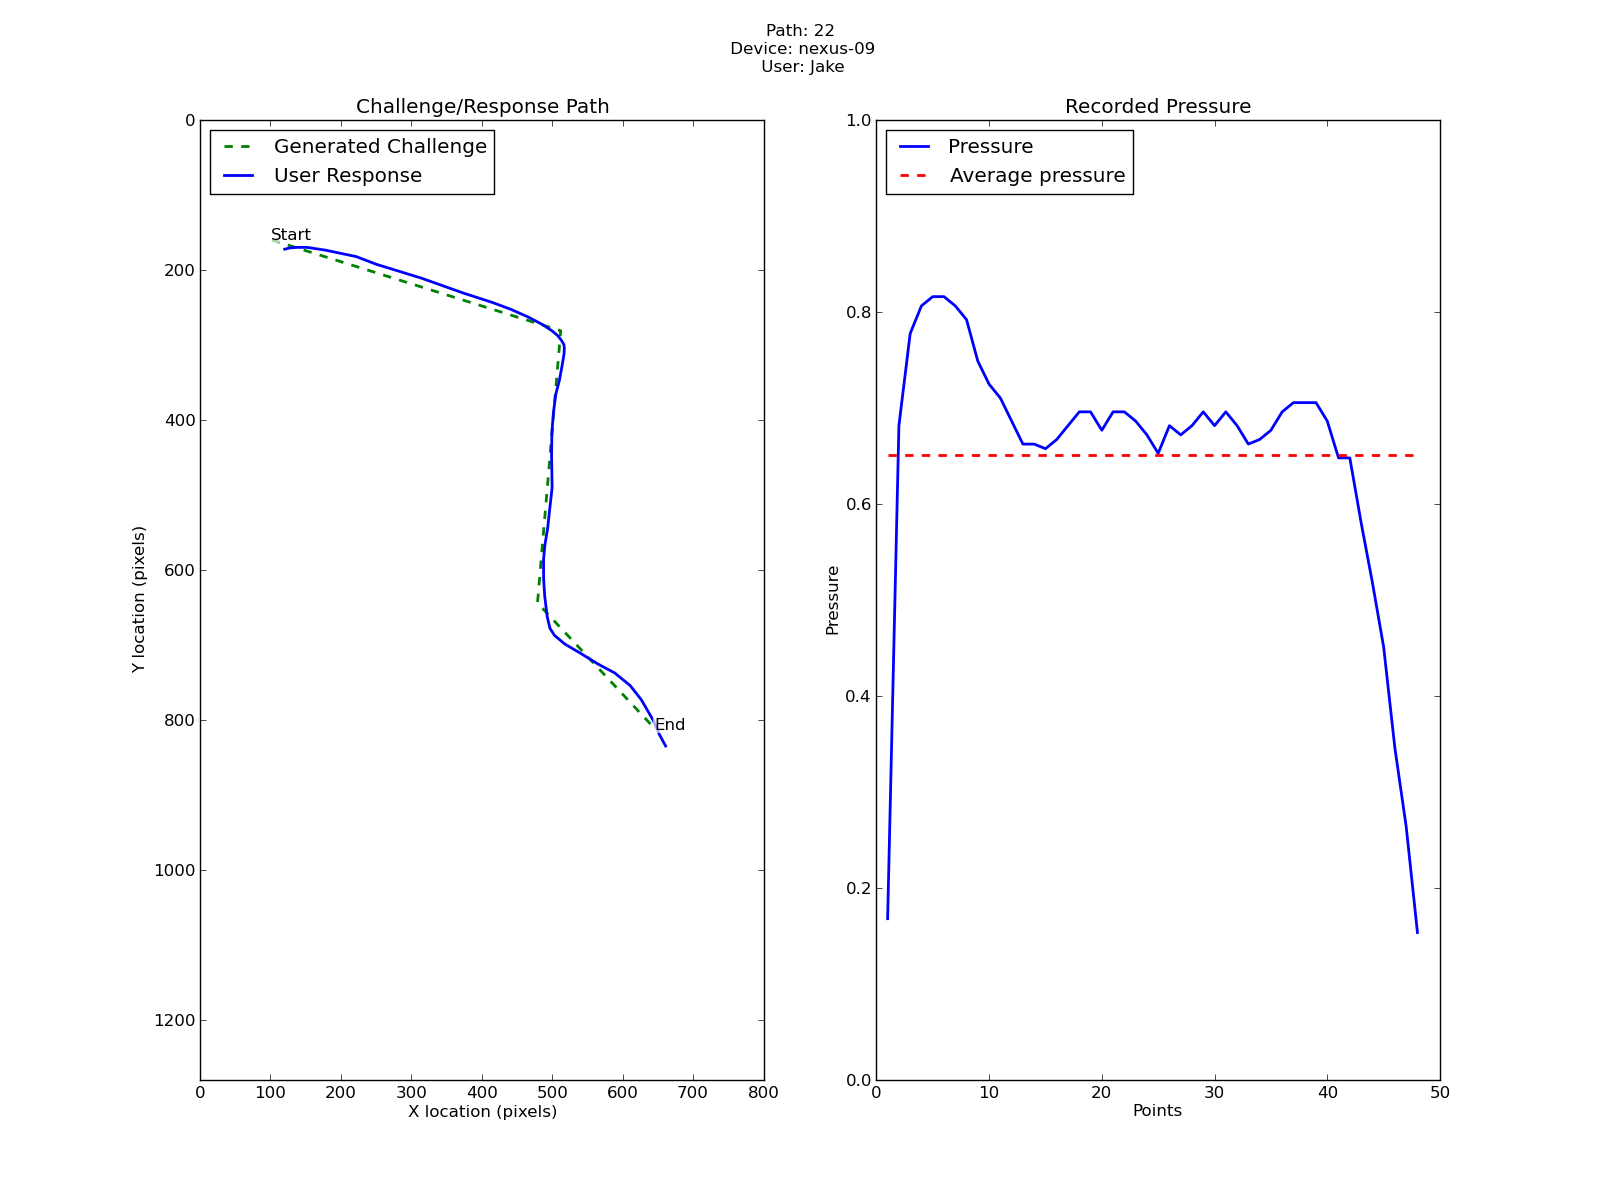 Path: 22
Device: nexus-09
User: Jake
Challenge/Response Path
Generated Challenge
User Response
Start
End
0
200
400
600
800
1000
1200
Y location (pixels)
0 100 200 300 400 500 600 700 800
X location (pixels)
Recorded Pressure
Pressure
Average pressure
1.0
0.8
0.6
0.4
0.2
0.0
Pressure
0 10 20 30 40 50
Points